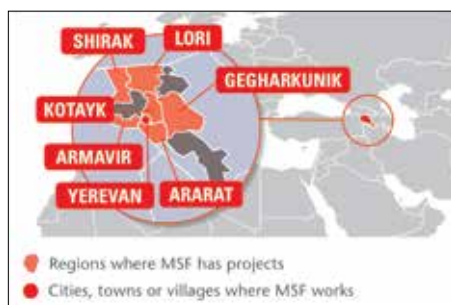 SHIRAK
LORI
GEGHARKUNIK
KOTAYK
ARMAVIR
YEREVAN
ARARAT
Regions where MSF has projects
Cities, towns or villages where MSF works